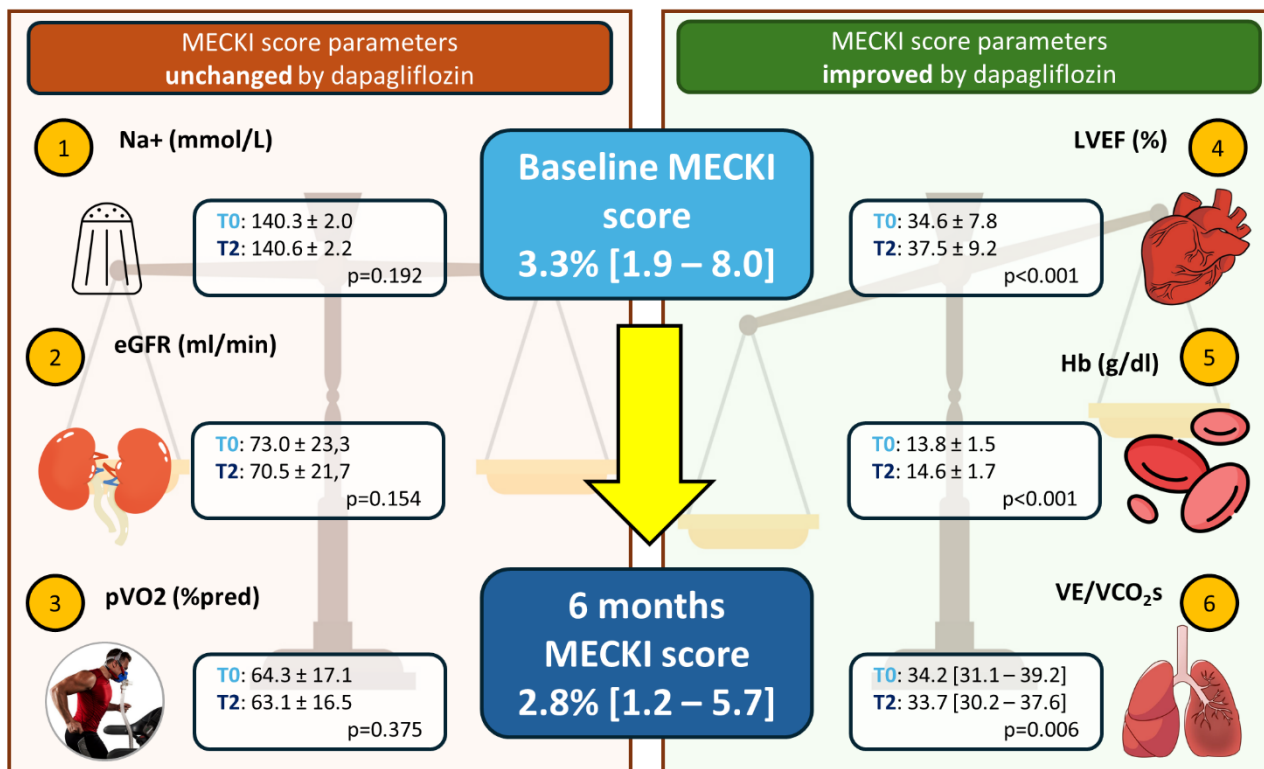 MECKI score parameters
unchanged by dapagliflozin
1
Na+ (mmol/L)
T0: 140.3 ± 2.0
T2: 140.6 ± 2.2
p=0.192
2
eGFR (ml/min)
T0: 73.0 ± 23,3
T2: 70.5 ± 21,7
p=0.154
3
pVO2 (%pred)
T0: 64.3 ± 17.1
T2: 63.1 ± 16.5
p=0.375
Baseline MECKI
score
3.3% [1.9 – 8.0]
6 months
MECKI score
2.8% [1.2 – 5.7]
MECKI score parameters
improved by dapagliflozin
LVEF (%)
4
T0: 34.6 ± 7.8
T2: 37.5 ± 9.2
p<0.001
Hb (g/dl)
5
T0: 13.8 ± 1.5
T2: 14.6 ± 1.7
p<0.001
VE/VCO₂s
6
T0: 34.2 [31.1 – 39.2]
T2: 33.7 [30.2 – 37.6]
p=0.006